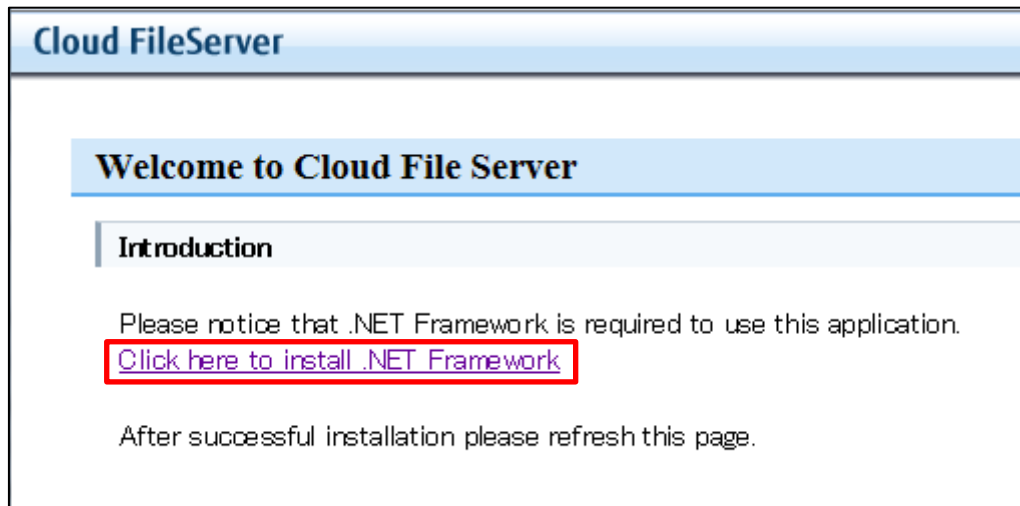 Cloud FileServer
Welcome to Cloud File Server
Introduction
Please notice that .NET Framework is required to use this application.
Click here to install .NET Framework
After successful installation please refresh this page.